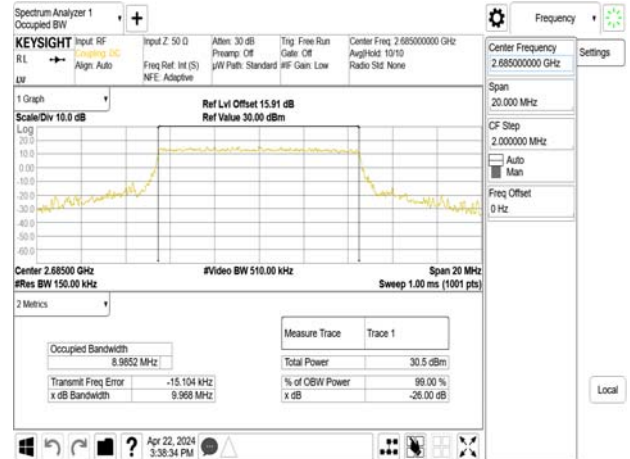 Spectrum Analyzer 1
Occupied BW
Frequency
KEYSIGHT
Input: RF
Input Z: 50 Ω
Atten: 30 dB
Trig: Free Run
Center Freq: 2.685000000 GHz
RL
Coupling: DC
Preamp: Off
Gate: Off
Avg|Hold: 10/10
Align: Auto
Freq Ref: Int (S)
µW Path: Standard
#IF Gain: Low
Radio Std: None
NFE: Adaptive
Center Frequency
2.685000000 GHz
Settings
Span
20.000 MHz
CF Step
2.000000 MHz
Auto
Man
Freq Offset
0 Hz
Local
1 Graph
Scale/Div 10.0 dB
Ref Lvl Offset 15.91 dB
Ref Value 30.00 dBm
Log
20.0
10.0
0.00
-10.0
-20.0
-30.0
-40.0
-50.0
-60.0
Center 2.68500 GHz
#Video BW 510.00 kHz
Span 20 MHz
#Res BW 150.00 kHz
Sweep 1.00 ms (1001 pts)
2 Metrics
Measure Trace
Trace 1
Occupied Bandwidth
8.9852 MHz
Total Power
30.5 dBm
Transmit Freq Error
-15.104 kHz
% of OBW Power
99.00 %
x dB Bandwidth
9.968 MHz
x dB
-26.00 dB
?
Apr 22, 2024
3:38:34 PM